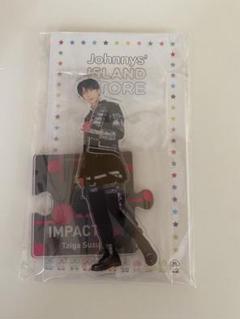 Johnnys'
ISLAND
STORE
IMPACT
Taiga